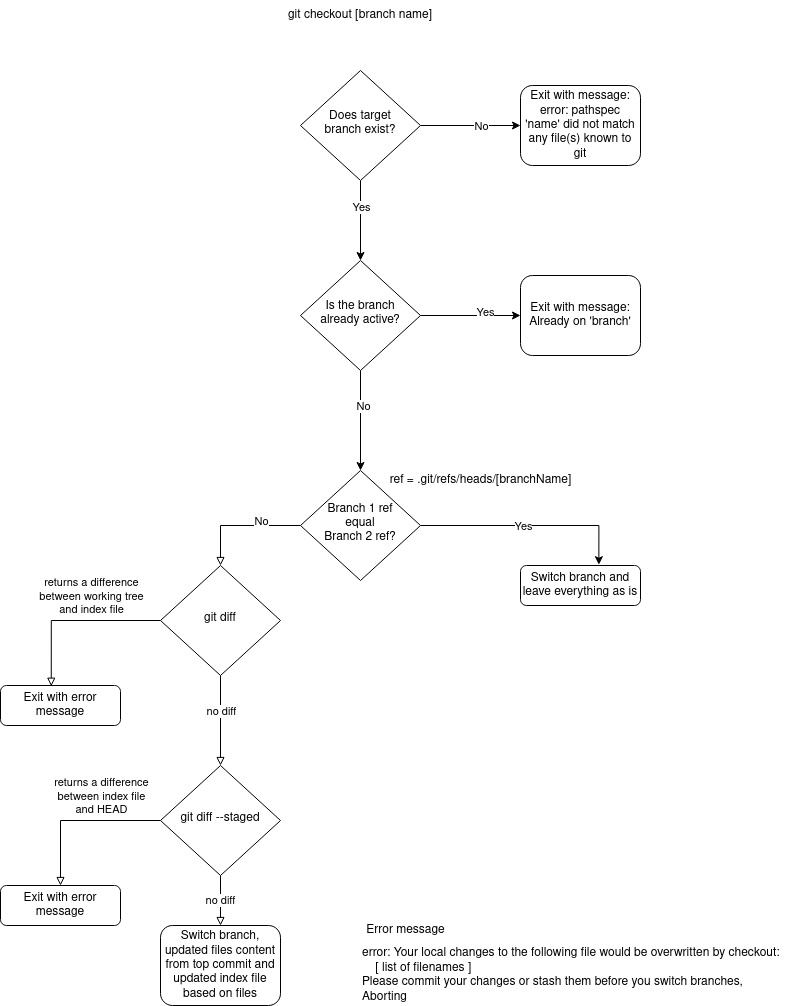 git checkout [branch name]
Does target
branch exist?
No
Exit with message:
error: pathspec
'name' did not match
any file(s) known to
git
Yes
Is the branch
already active?
Yes
Exit with message:
Already on 'branch'
No
ref = .git/refs/heads/[branchName]
Branch 1 ref
equal
Branch 2 ref?
No
Yes
Switch branch and
leave everything as is
returns a difference
between working tree
and index file
git diff
Exit with error
message
no diff
returns a difference
between index file
and HEAD
git diff --staged
Exit with error
message
no diff
Switch branch,
updated files content
from top commit and
updated index file
based on files
Error message
error: Your local changes to the following file would be overwritten by checkout:
[ list of filenames ]
Please commit your changes or stash them before you switch branches,
Aborting